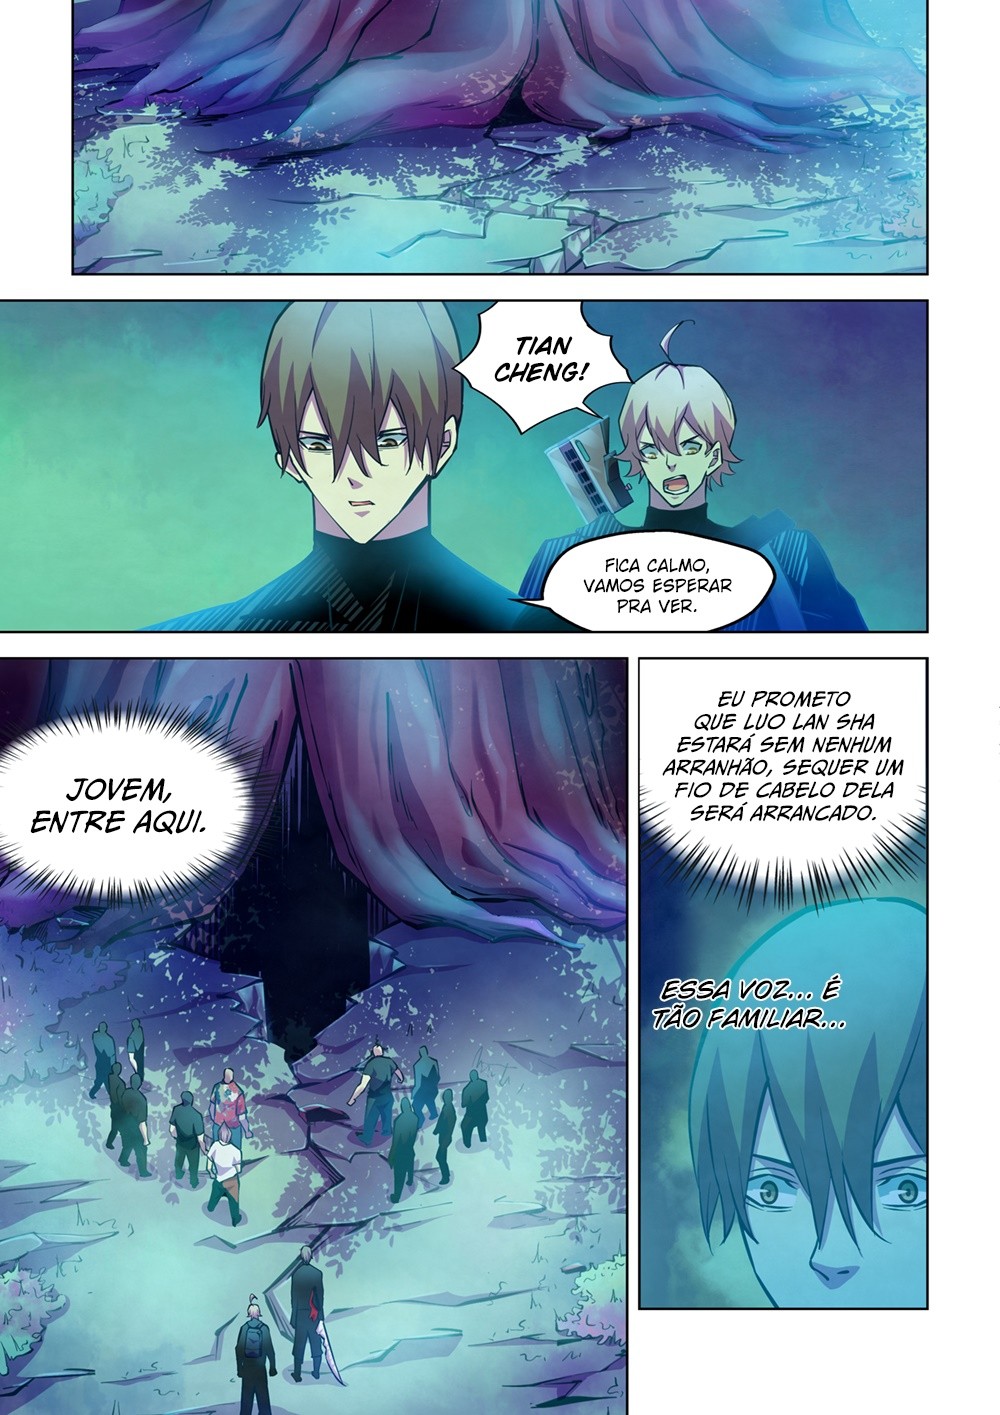 TIAN
CHENG!
FICA CALMO,
VAMOS ESPERAR
PRA VER.
JOVEM,
ENTRE AQUI.
EU PROMETO
QUE LUO LAN SHA
ESTARÁ SEM NENHUM
ARRANHÃO, SEQUER UM
FIO DE CABELO DELA
SERÁ ARRANCADO.
ESSA VOZ... É
TÃO FAMILIAR...